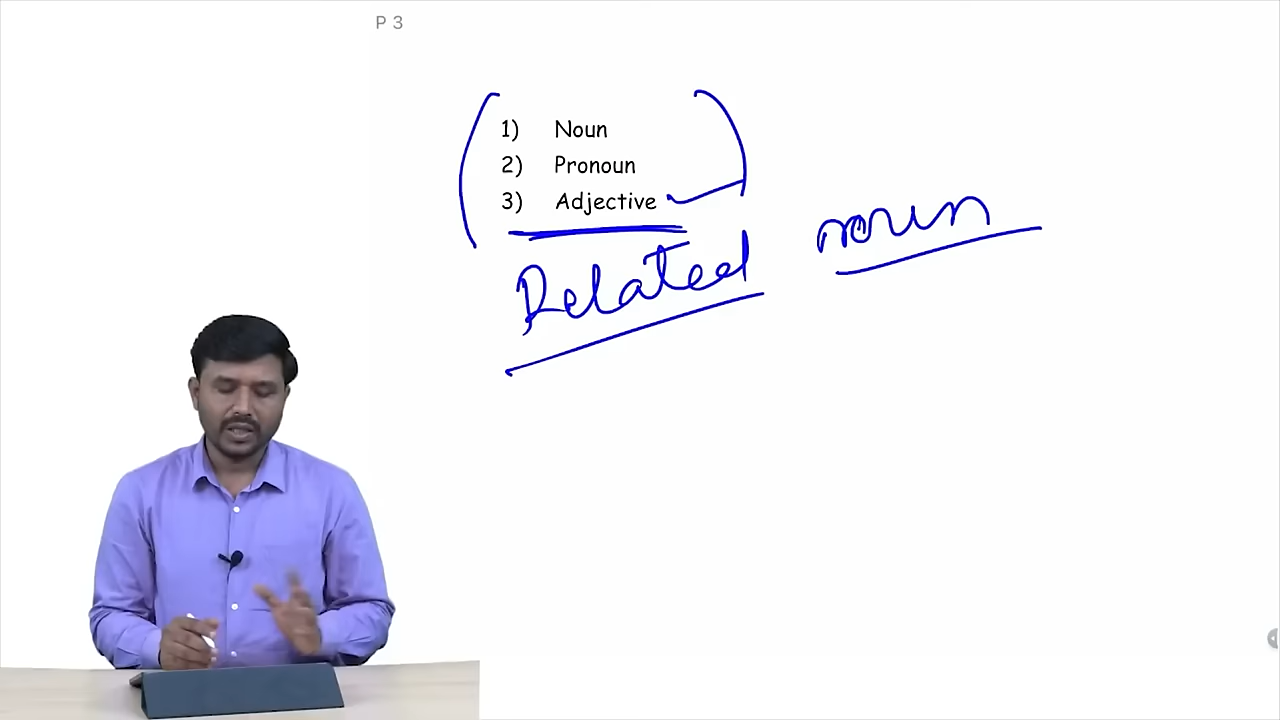 P 3
1) Noun
2) Pronoun
3) Adjective
Related noun